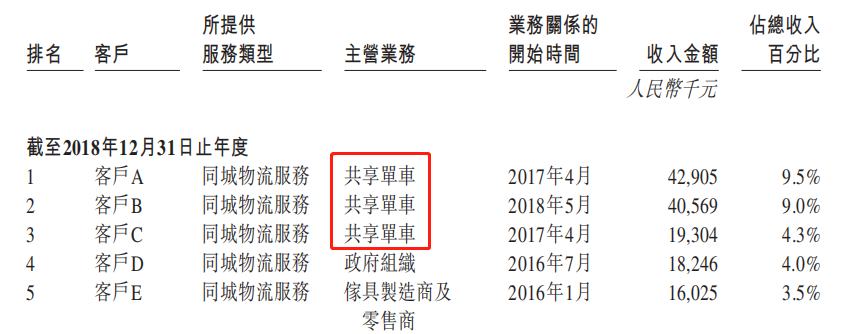 所提供 業務關係的 佔總收入
排名 客戶 服務類型 主營業務 開始時間 收入金額 百分比
人民幣千元
截至2018年12月31日止年度
1 客戶A 同城物流服務 共享單車 2017年4月 42,905 9.5%
2 客戶B 同城物流服務 共享單車 2018年5月 40,569 9.0%
3 客戶C 同城物流服務 共享單車 2017年4月 19,304 4.3%
4 客戶D 同城物流服務 政府組織 2016年7月 18,246 4.0%
5 客戶E 同城物流服務 傢具製造商及 2016年1月 16,025 3.5%
零售商